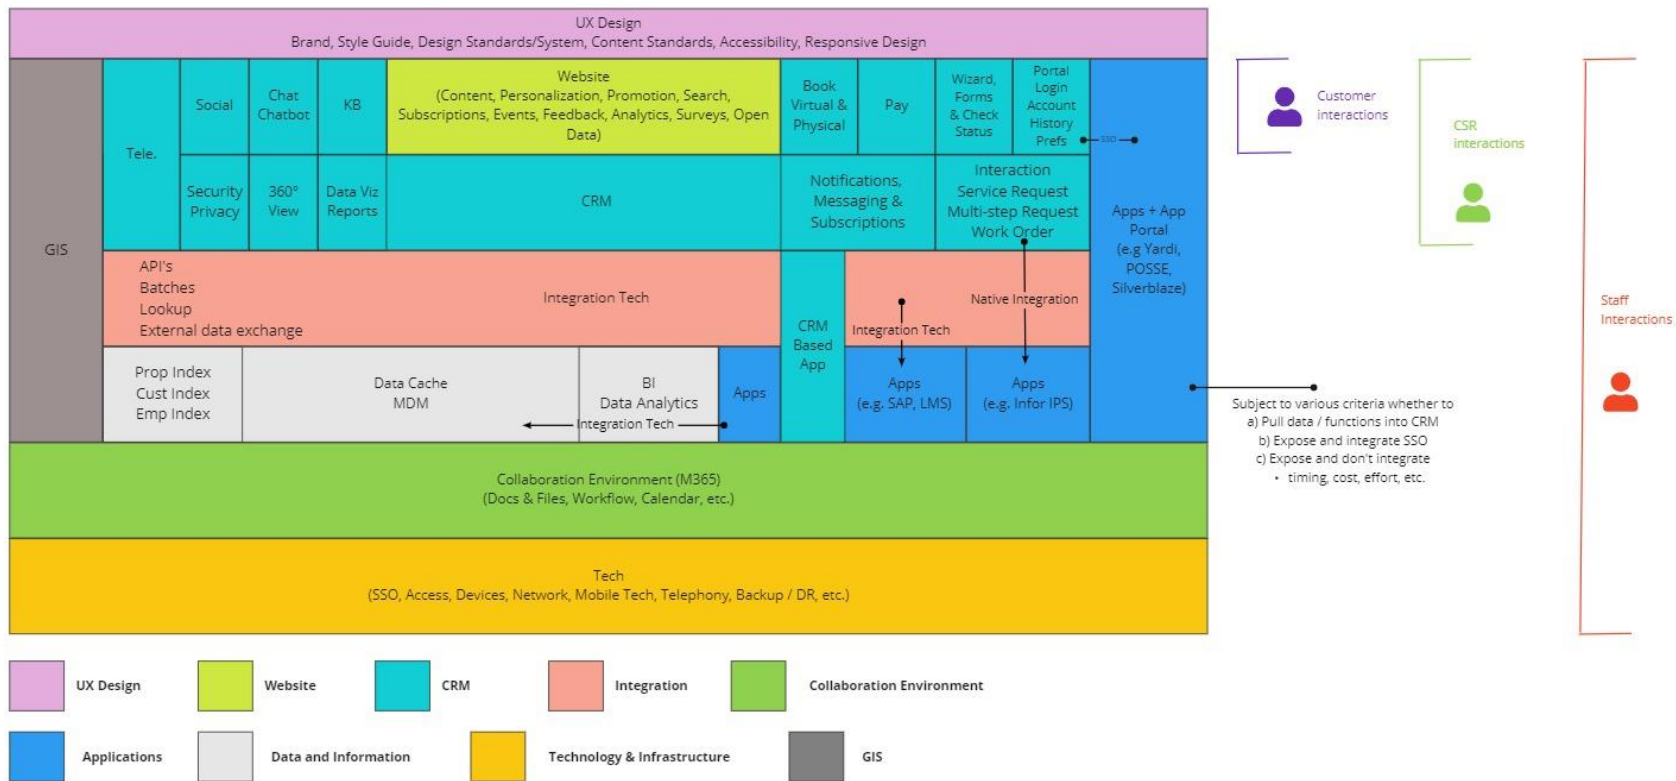 UX Design
Brand, Style Guide, Design Standards/System, Content Standards, Accessibility, Responsive Design
GIS
Tele.
Social
Chat
Chatbot
KB
Website
(Content, Personalization, Promotion, Search,
Subscriptions, Events, Feedback, Analytics, Surveys, Open
Data)
Book
Virtual &
Physical
Pay
Wizard,
Forms
& Check
Status
Portal
Login
Account
History
Prefs
SSO
Security
Privacy
360°
View
Data Viz
Reports
CRM
Notifications,
Messaging &
Subscriptions
Interaction
Service Request
Multi-step Request
Work Order
Apps + App
Portal
(e.g Yardi,
POSSE,
Silverblaze)
API's
Batches
Lookup
External data exchange
Integration Tech
CRM
Based
App
Integration Tech
Native Integration
Prop Index
Cust Index
Emp Index
Data Cache
MDM
BI
Data Analytics
Integration Tech
Apps
Apps
(e.g. SAP, LMS)
Apps
(e.g. Infor IPS)
Collaboration Environment (M365)
(Docs & Files, Workflow, Calendar, etc.)
Tech
(SSO, Access, Devices, Network, Mobile Tech, Telephony, Backup / DR, etc.)
Customer
interactions
CSR
interactions
Staff
Interactions
Subject to various criteria whether to
a) Pull data / functions into CRM
b) Expose and integrate SSO
c) Expose and don't integrate
• timing, cost, effort, etc.
UX Design
Website
CRM
Integration
Collaboration Environment
Applications
Data and Information
Technology & Infrastructure
GIS